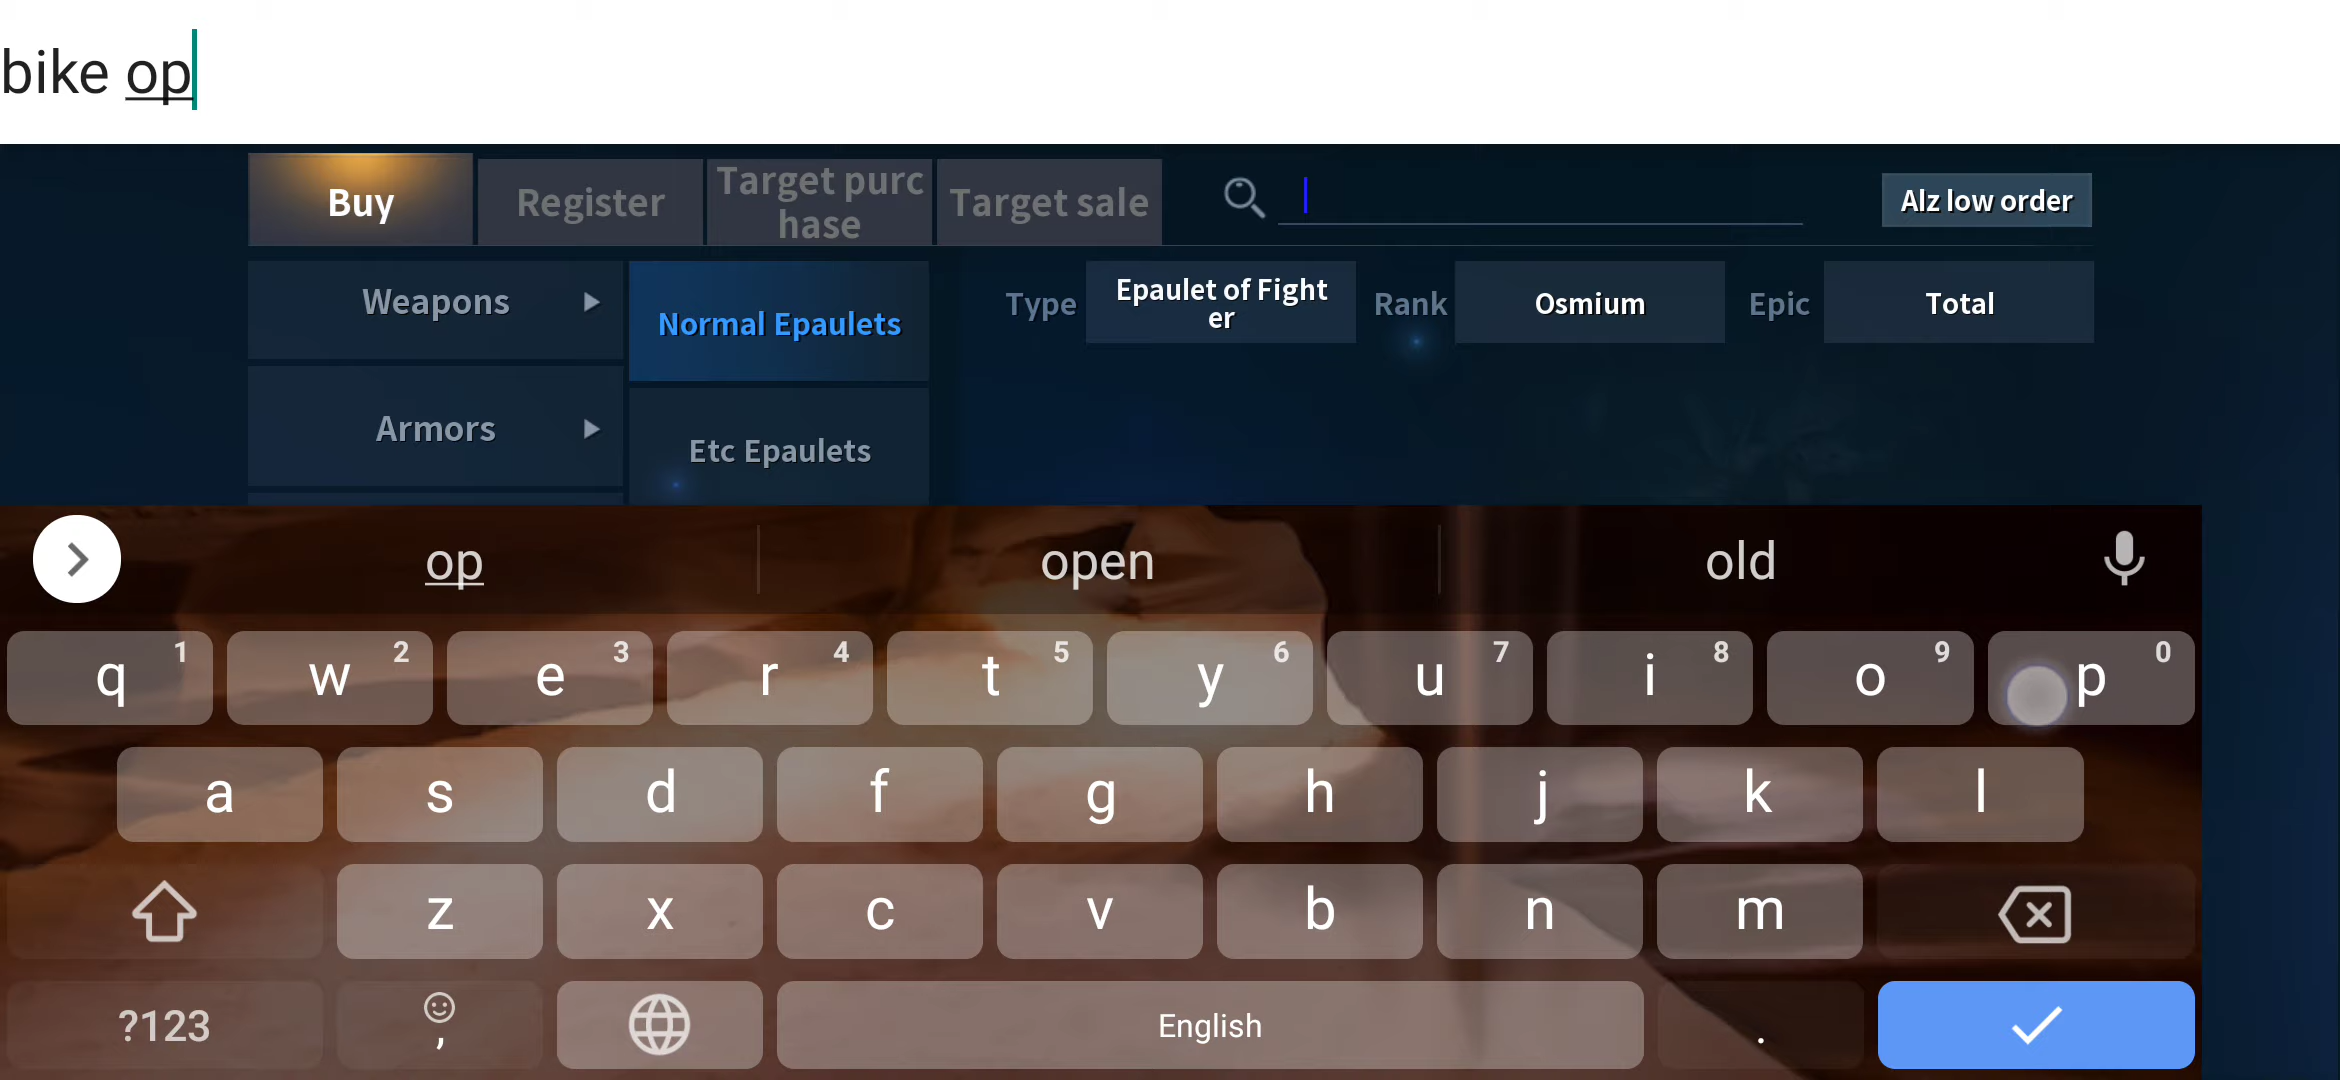 bike op
Buy
Register
Target purc
hase
Target sale
Alz low order
Weapons
Normal Epaulets
Type
Epaulet of Fight
er
Rank
Osmium
Epic
Total
Armors
Etc Epaulets
op
open
old
q 1
w 2
e 3
r 4
t 5
y 6
u 7
i 8
o 9
p 0
a s d f g h j k l
z x c v b n m
?123
,
English
.